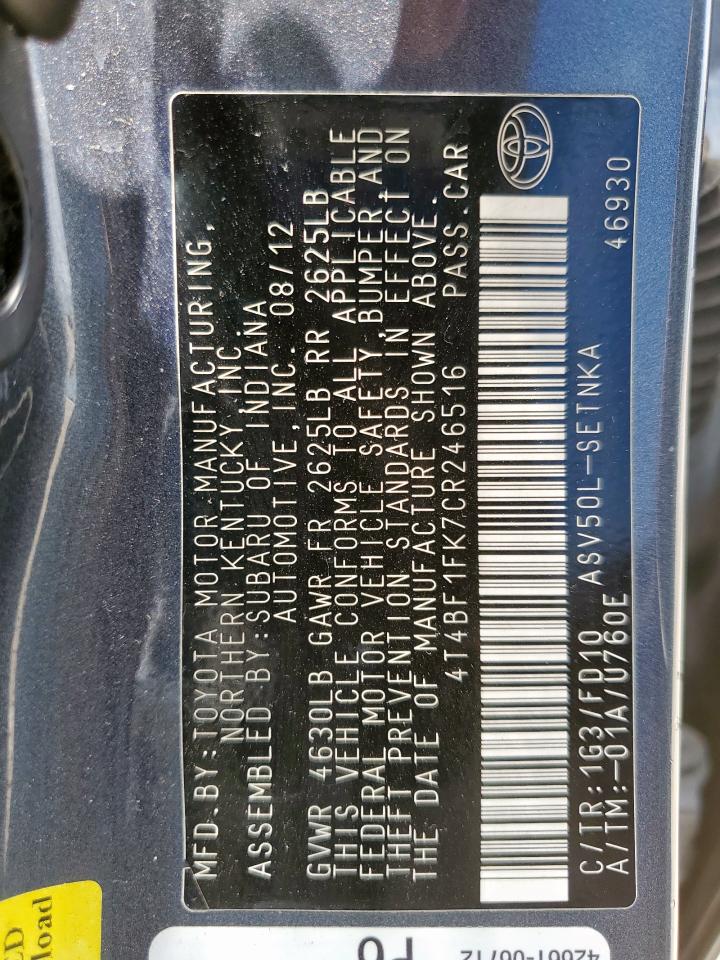 MFD.BY:TOYOTA MOTOR MANUFACTURING,
NORTHERN KENTUCKY,INC.
ASSEMBLED BY:SUBARU OF INDIANA
AUTOMOTIVE,INC. 08/12
GVWR 4630LB GAWR FR 2625LB RR 2625LB
THIS VEHICLE CONFORMS TO ALL APPLICABLE
FEDERAL MOTOR VEHICLE SAFETY,BUMPER AND
THEFT PREVENTION STANDARDS IN EFFECT ON
THE DATE OF MANUFACTURE SHOWN ABOVE.
4T4BF1FK7CR246516 PASS.CAR
C/TR:1G3/FD10 ASV50L-SETNKA 46930
A/TM:-01A/U760E
load